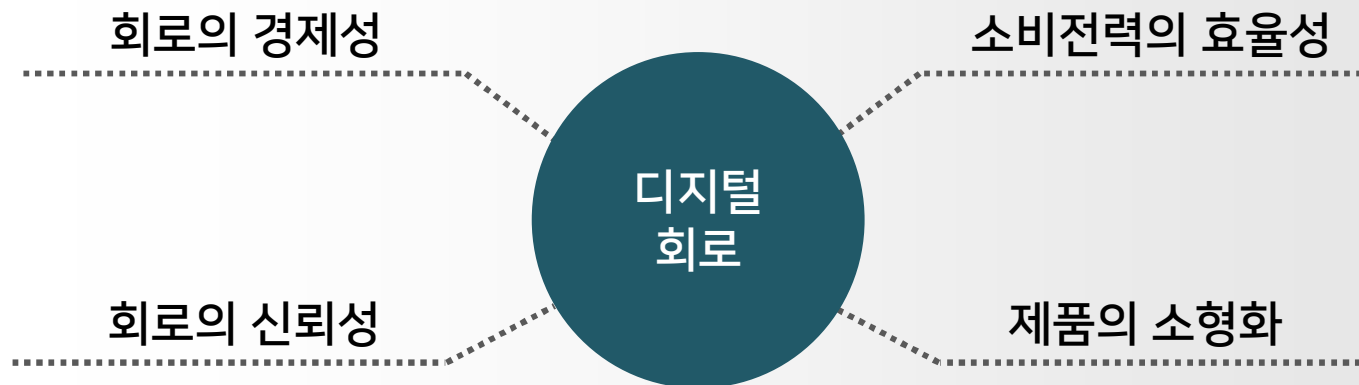 회로의 경제성
소비전력의 효율성
디지털
회로
회로의 신뢰성
제품의 소형화